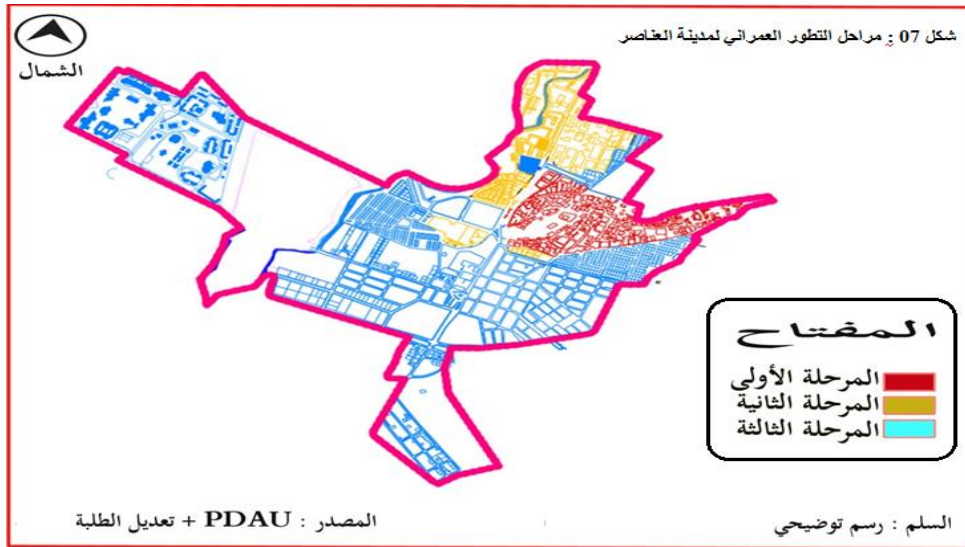 شكل 07 : مراحل التطور العمراني لمدينة العناصر
الشمال
المفتاح
المرحلة الأولى
المرحلة الثانية
المرحلة الثالثة
السلم : رسم توضيحي
المصدر : PDAU + تعديل الطلبة